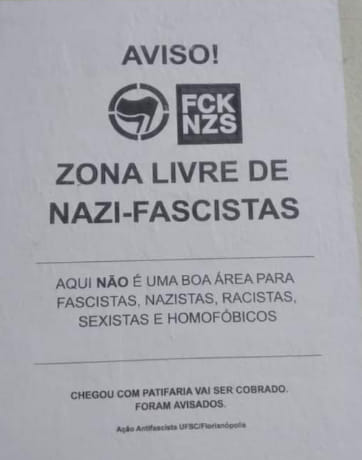 AVISO!
FCK
NZS
ZONA LIVRE DE
NAZI-FASCISTAS
AQUI NÃO É UMA BOA ÁREA PARA
FASCISTAS, NAZISTAS, RACISTAS,
SEXISTAS E HOMOFÓBICOS
CHEGOU COM PATIFARIA VAI SER COBRADO.
FORAM AVISADOS.
Ação Antifascista UFSC/Florianópolis